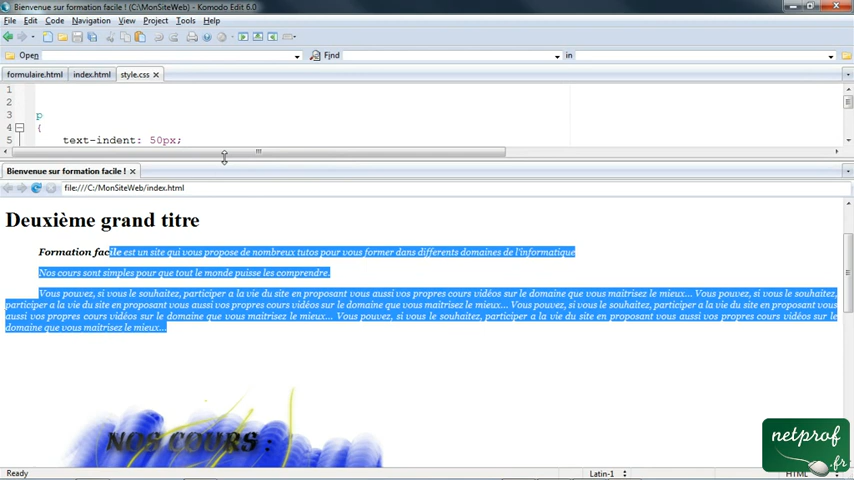 Bienvenue sur formation facile ! (C:\MonSiteWeb) - Komodo Edit 6.0
File Edit Code Navigation View Project Tools Help
Open Find in
formulaire.html index.html style.css
1
2
3 p
4 {
5 text-indent: 50px;
Bienvenue sur formation facile !
file:///C:/MonSiteWeb/index.html
Deuxième grand titre
Formation facile est un site qui vous propose de nombreux tutos pour vous former dans differents domaines de l'informatique
Nos cours sont simples pour que tout le monde puisse les comprendre.
Vous pouvez, si vous le souhaitez, participer a la vie du site en proposant vous aussi vos propres cours vidéos sur le domaine que vous maitrisez le mieux... Vous pouvez, si vous le souhaitez,
participer a la vie du site en proposant vous aussi vos propres cours vidéos sur le domaine que vous maitrisez le mieux... Vous pouvez, si vous le souhaitez, participer a la vie du site en proposant vous
aussi vos propres cours vidéos sur le domaine que vous maitrisez le mieux... Vous pouvez, si vous le souhaitez, participer a la vie du site en proposant vous aussi vos propres cours vidéos sur le
domaine que vous maitrisez le mieux...
NOS COURS :
netprof
.fr
Ready Latin-1 HTML